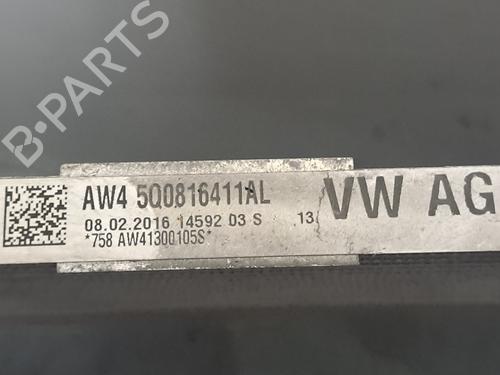 B-PARTS
AW4 5Q0816411AL
VW AG
08.02.2016 14592 03 S 13
*758 AW41300105S*